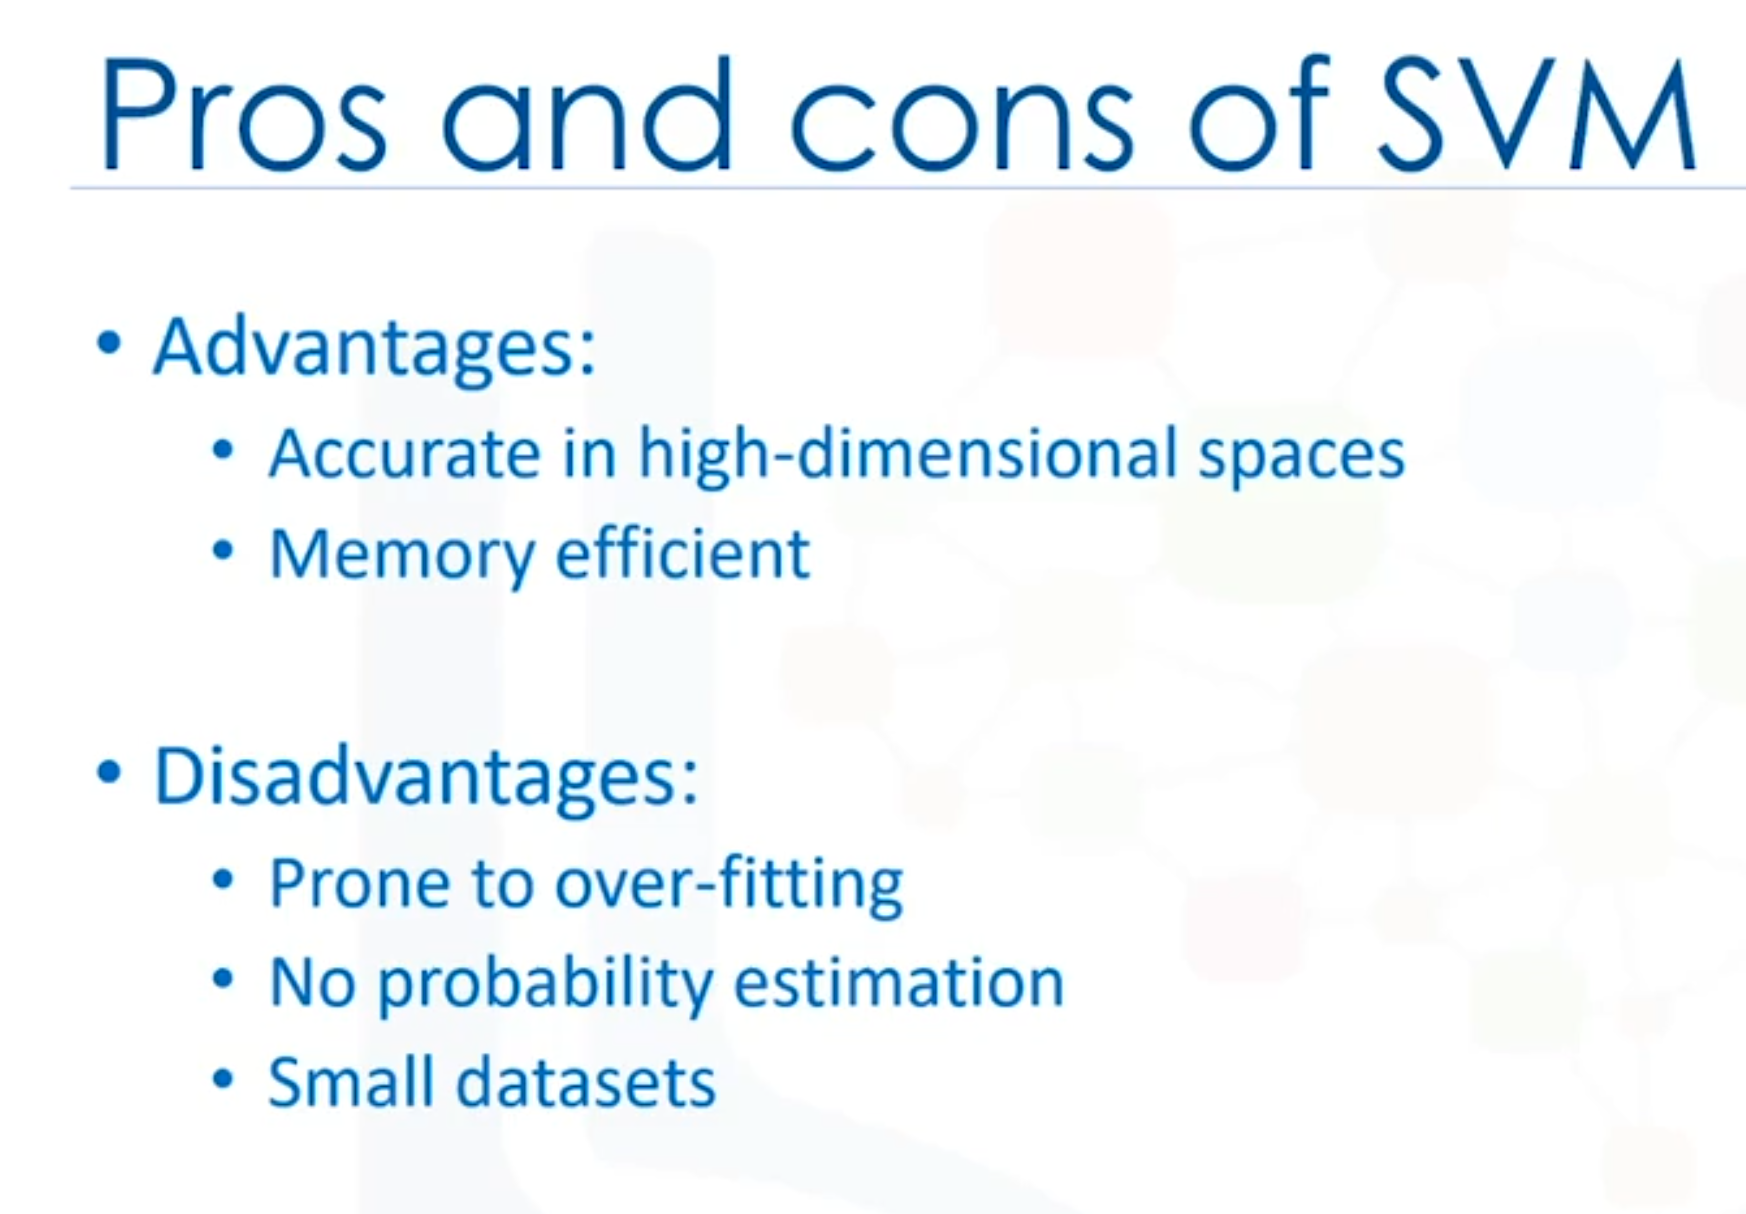 Pros and cons of SVM
• Advantages:
• Accurate in high-dimensional spaces
• Memory efficient
• Disadvantages:
• Prone to over-fitting
• No probability estimation
• Small datasets